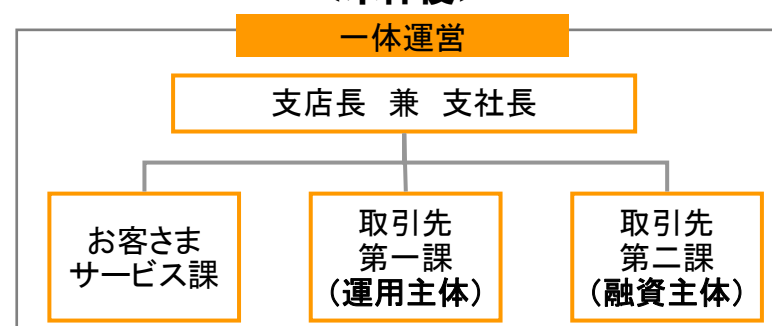 一体運営
支店長 兼 支社長
お客さま
サービス課
取引先
第一課
（運用主体）
取引先
第二課
（融資主体）